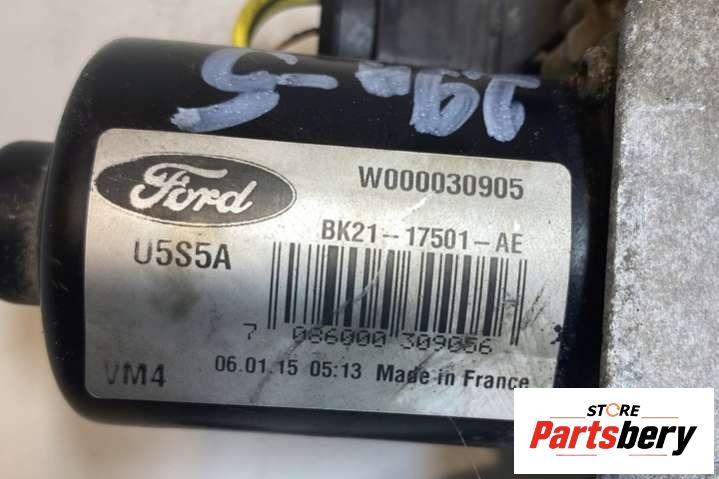 Ford
W000030905
BK21-17501-AE
U5S5A
7 086000 309056
VM4
06.01.15 05:13 Made in France
STORE
Partsbery